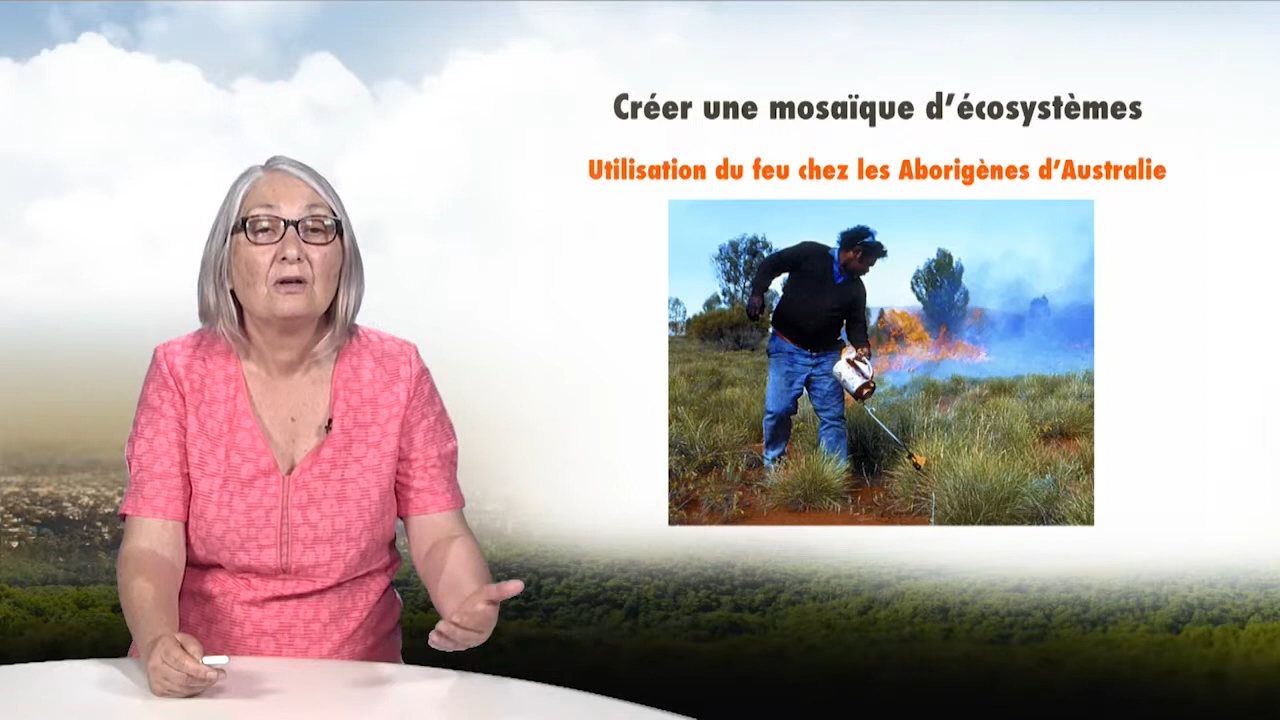 Créer une mosaïque d’écosystèmes
Utilisation du feu chez les Aborigènes d’Australie